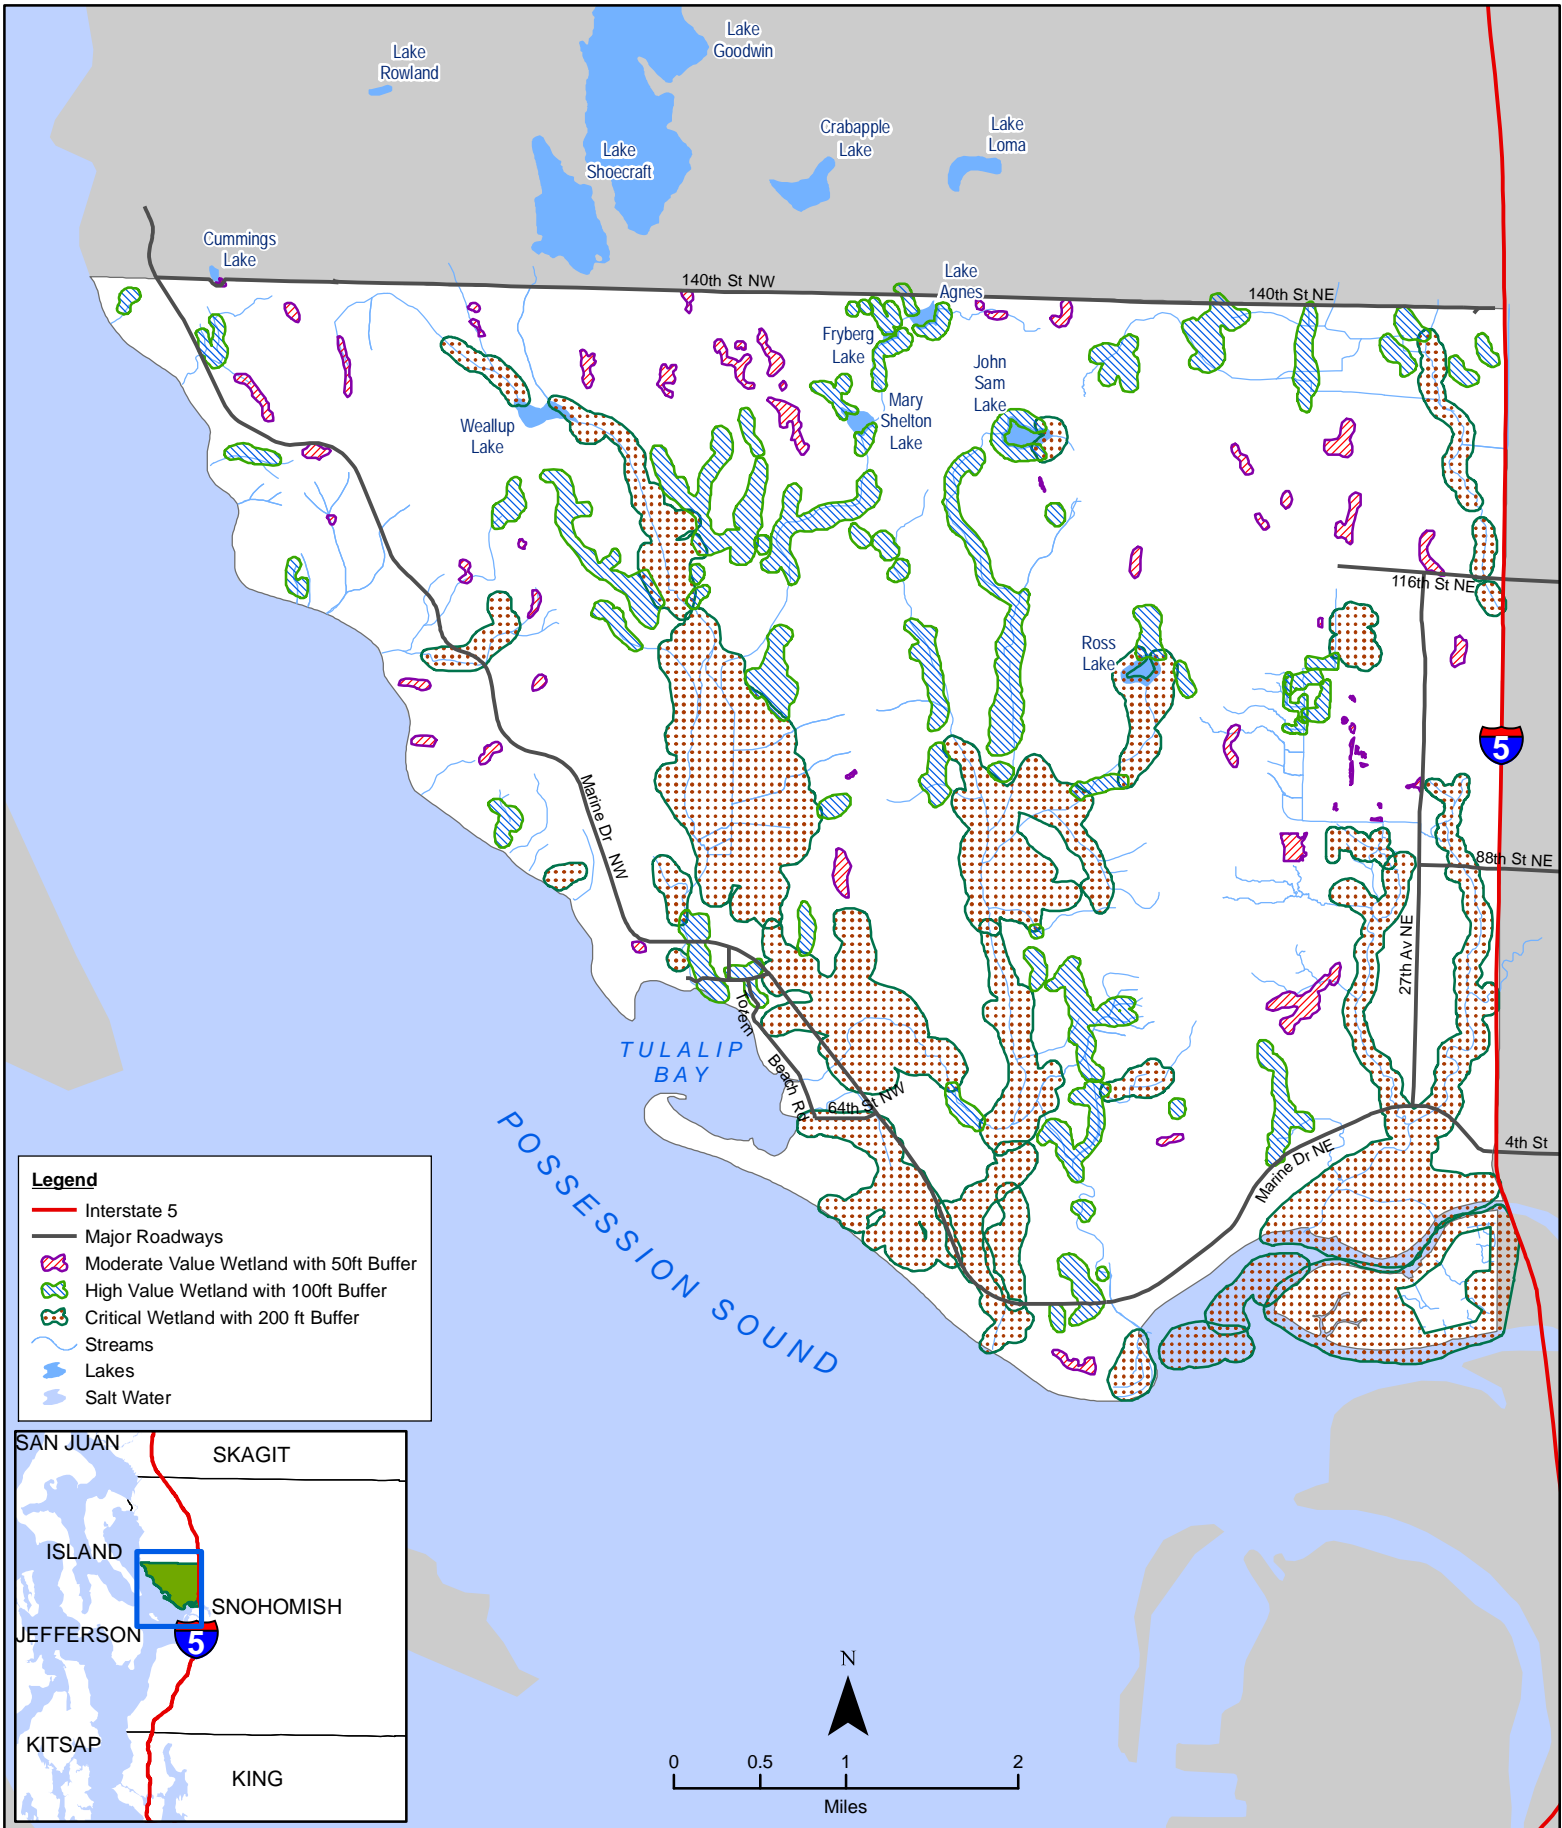 Lake
Goodwin
Lake
Rowland
Lake
Shoecraft
Crabapple
Lake
Lake
Loma
Cummings
Lake
140th St NW
Lake
Agnes
140th St NE
Fryberg
Lake
John
Sam
Lake
Mary
Shelton
Lake
Weallup
Lake
116th St NE
Ross
Lake
5
Marine Dr NW
88th St NE
27th Av NE
Totem
Beach Rd
TULALIP
BAY
64th St NW
4th St
Marine Dr NE
POSSESSION SOUND
Legend
Interstate 5
Major Roadways
Moderate Value Wetland with 50ft Buffer
High Value Wetland with 100ft Buffer
Critical Wetland with 200 ft Buffer
Streams
Lakes
Salt Water
SAN JUAN
SKAGIT
ISLAND
SNOHOMISH
JEFFERSON
5
KITSAP
KING
N
0 0.5 1 2
Miles